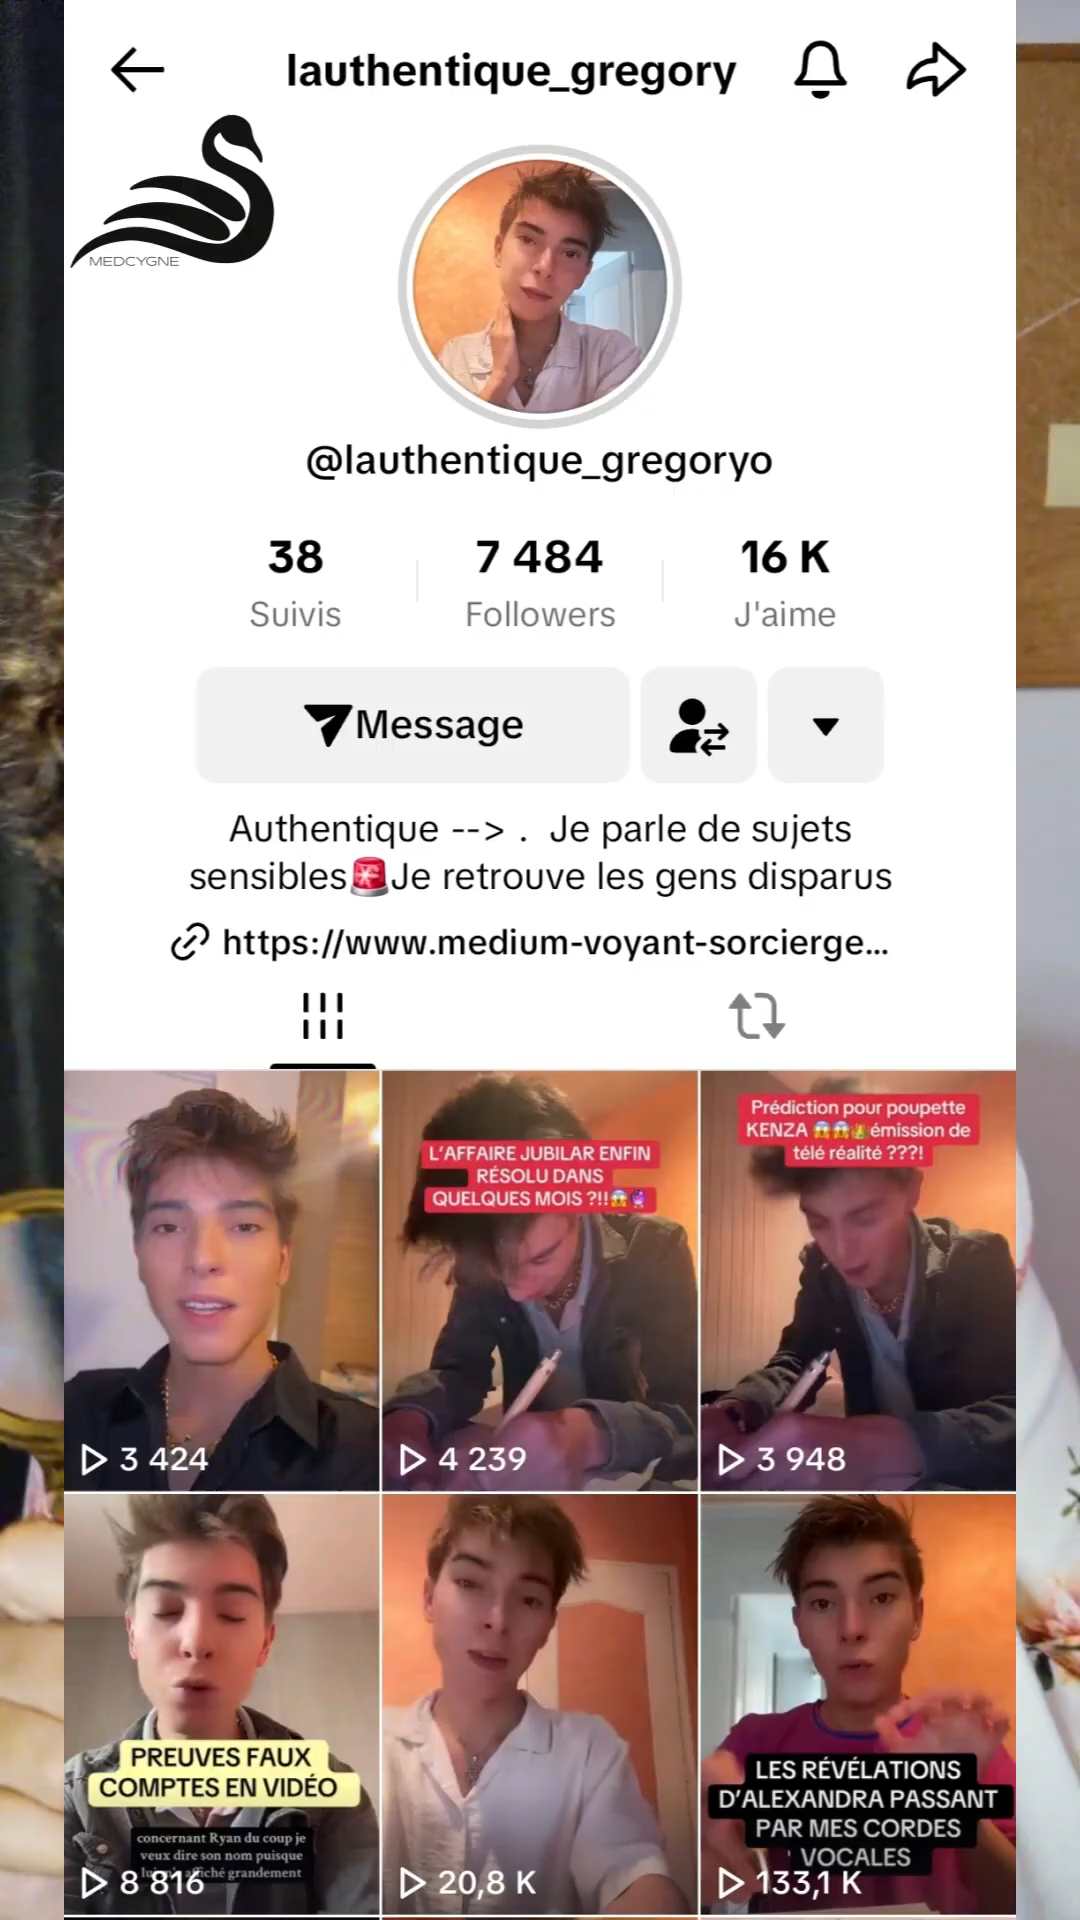 lauthentique_gregory
MEDCYGNE
@lauthentique_gregoryo
38
7 484
16 K
Suivis
Followers
J'aime
Message
Authentique --> . Je parle de sujets
sensibles🚨Je retrouve les gens disparus
https://www.medium-voyant-sorcierge...
3 424
L'AFFAIRE JUBILAR ENFIN
RÉSOLU DANS
QUELQUES MOIS ?!!😱🔮
4 239
Prédiction pour poupette
KENZA 😱😱👑émission de
télé réalité ???!
3 948
PREUVES FAUX
COMPTES EN VIDÉO
concernant Ryan du coup je
veux dire son nom puisque
affiché grandement
8 816
20,8 K
LES RÉVÉLATIONS
D'ALEXANDRA PASSANT
PAR MES CORDES
VOCALES
133,1 K